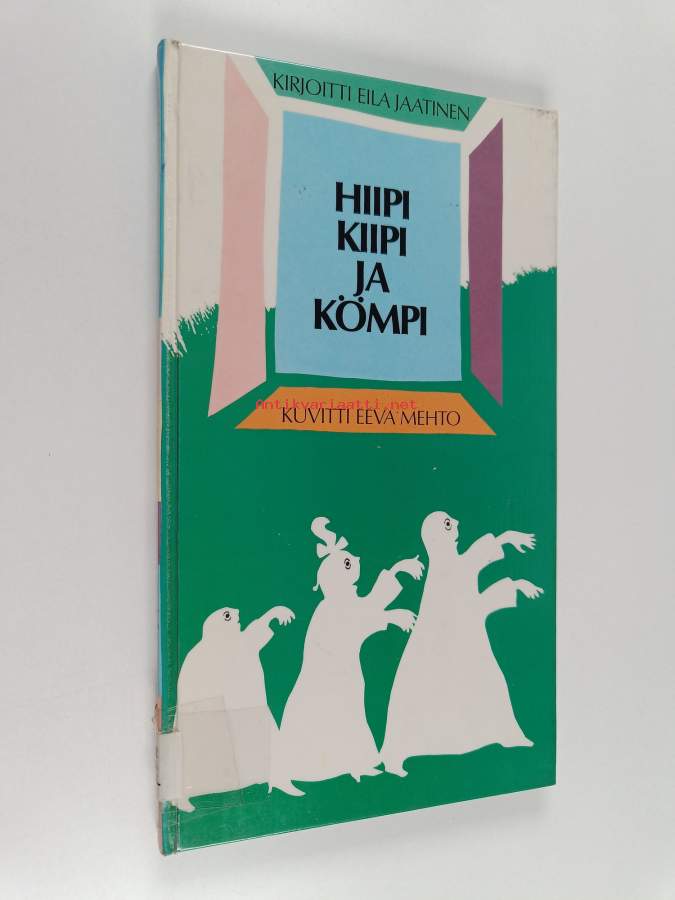 KIRJOITTI EILA JAATINEN
HIIPI
KIIPI
JA
KÖMPI
Antikvariaatti.net
KUVITTI EEVA MEHTO